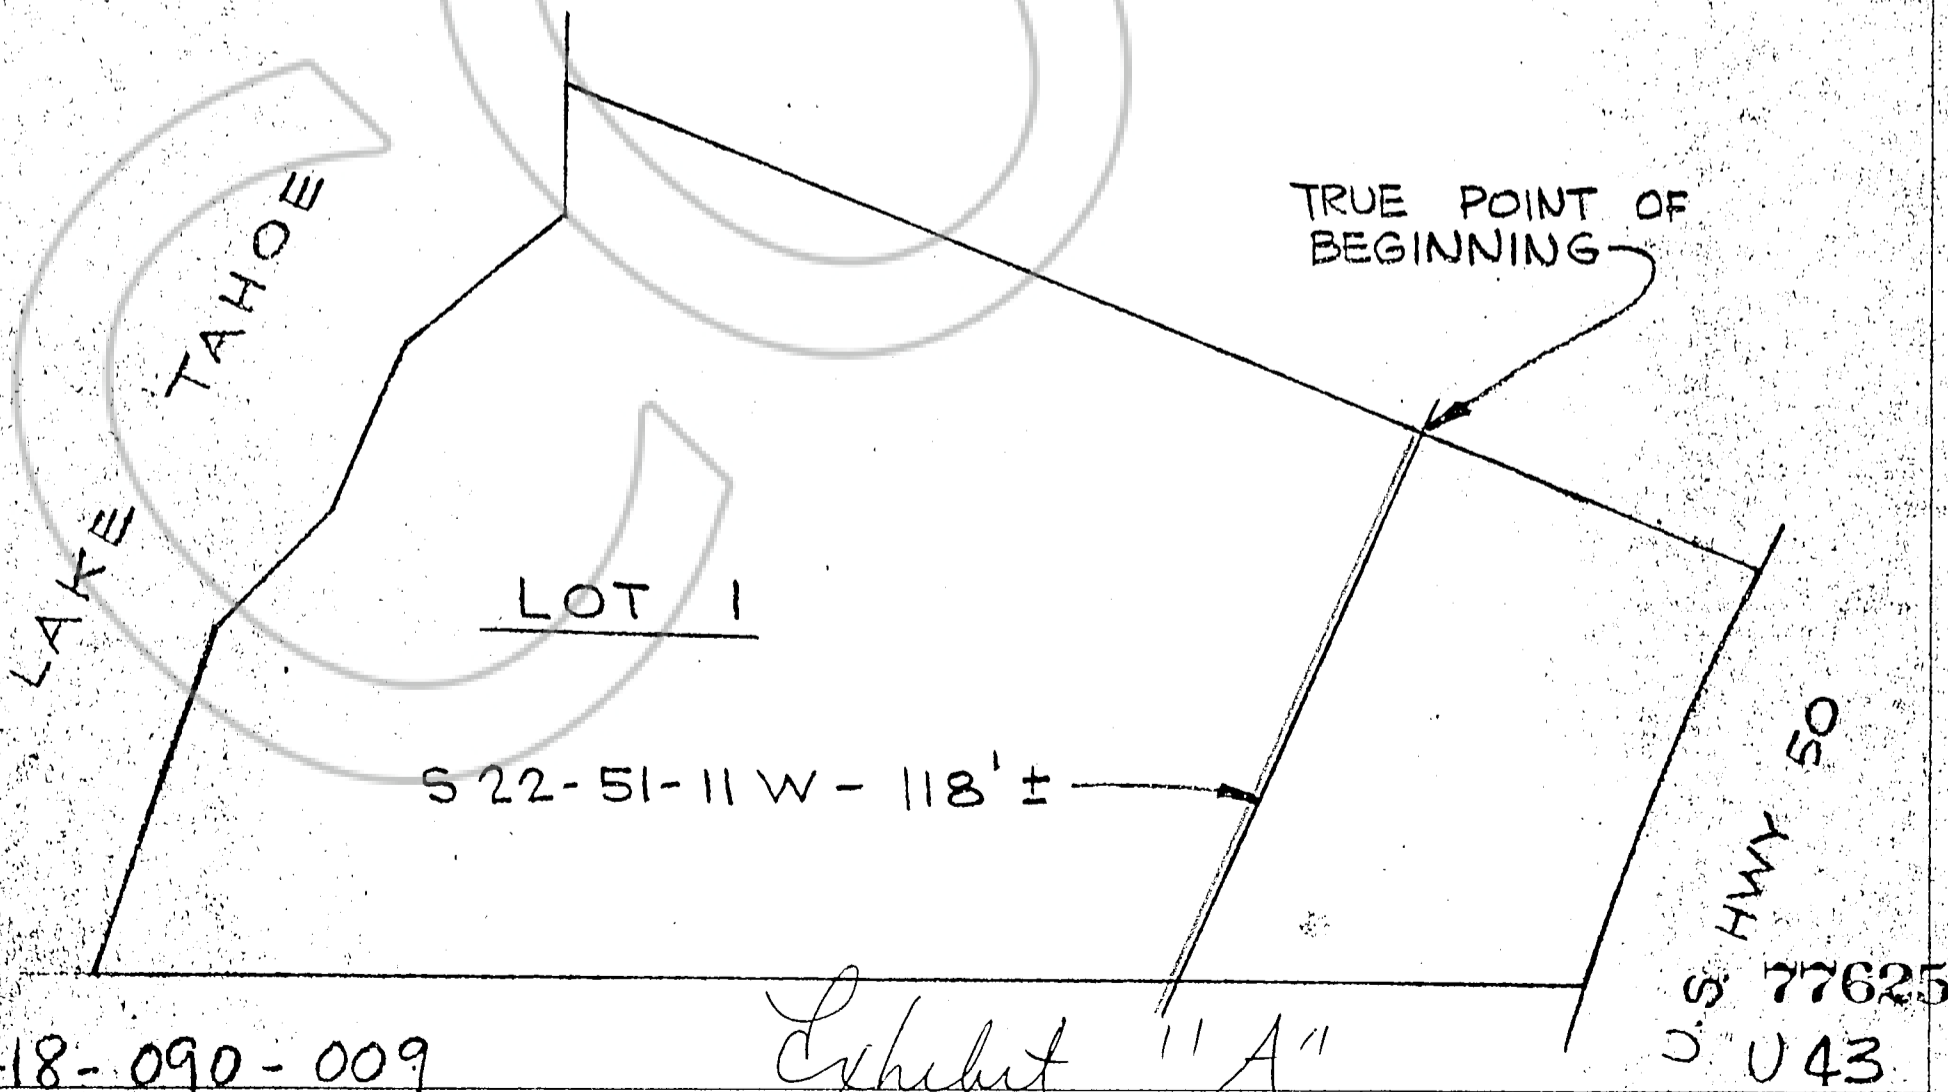 TRUE POINT OF
BEGINNING
LAKE TAHOE
LOT 1
S 22-51-11 W - 118' ±
U.S. HWY 50
77625
18-090-009
Exhibit "A"
U43